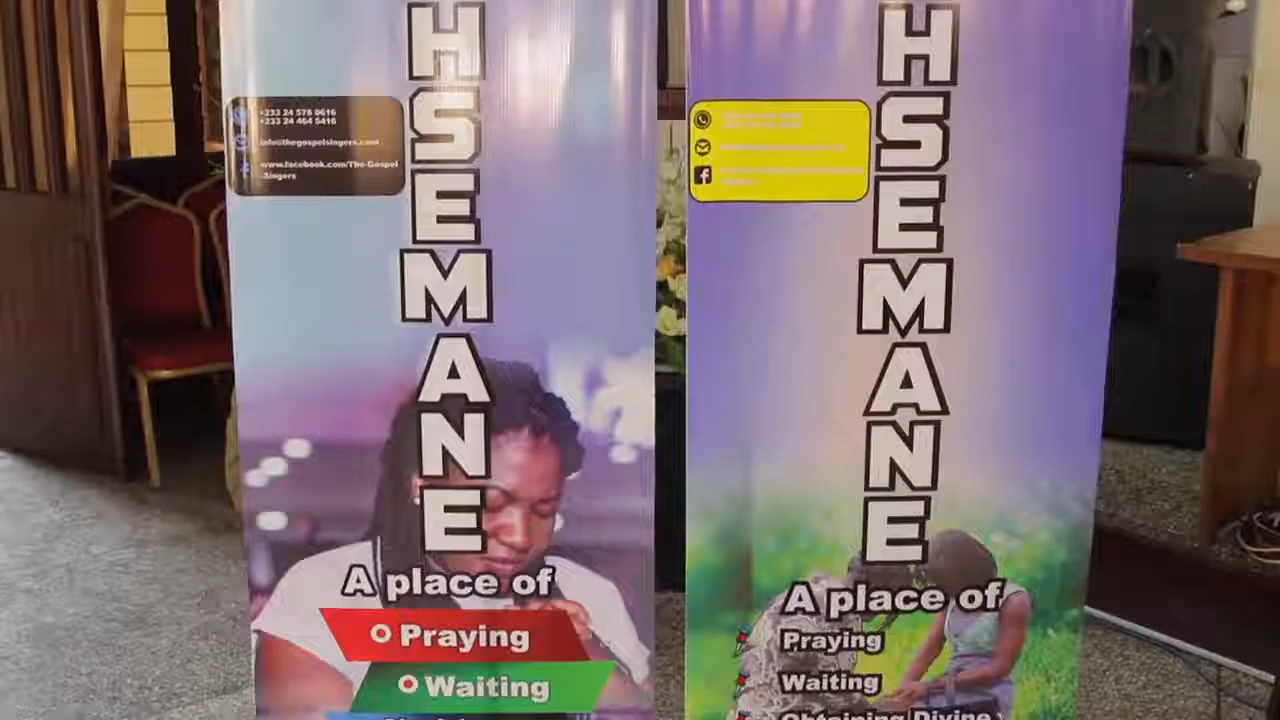 HSEMANE
+233 24 578 8616
+233 24 464 5416
info@thegospelsingers.com
www.facebook.com/The-Gospel
-Singers
A place of
Praying
Waiting
HSEMANE
A place of
Praying
Waiting
Obtaining Divine